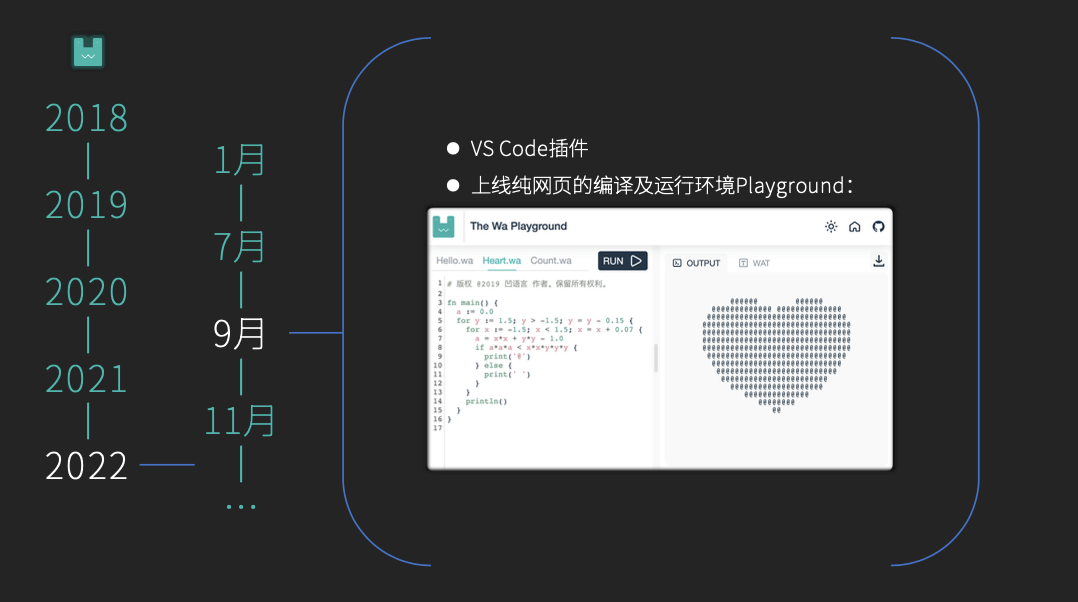 2018
2019
2020
2021
2022
1月
7月
9月
11月
...
VS Code插件
上线纯网页的编译及运行环境Playground：
The Wa Playground
Hello.wa Heart.wa Count.wa RUN
OUTPUT WAT
1 # 版权 @2019 凹语言 作者。保留所有权利。
2
3 fn main() {
4 a := 0.0
5 for y := 1.5; y > -1.5; y = y - 0.15 {
6 for x := -1.5; x < 1.5; x = x + 0.07 {
7 a = x*x + y*y - 1.0
8 if a*a*a < x*x*y*y*y {
9 print('@')
10 } else {
11 print(' ')
12 }
13 }
14 println()
15 }
16 }
17